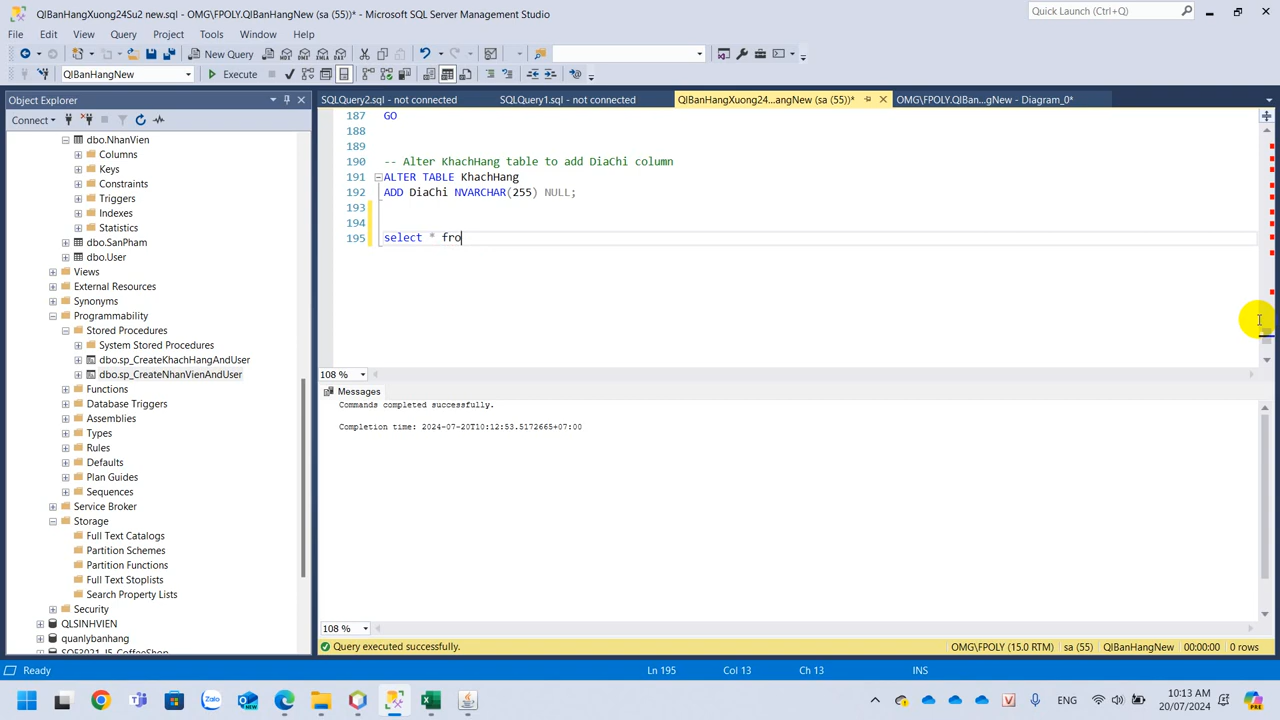 QlBanHangXuong24Su2 new.sql - OMG\FPOLY.QlBanHangNew (sa (55))* - Microsoft SQL Server Management Studio
Quick Launch (Ctrl+Q)
File Edit View Query Project Tools Window Help
New Query
MDX DMX XMLA DAX
QlBanHangNew
Execute
Object Explorer
SQLQuery2.sql - not connected
SQLQuery1.sql - not connected
QlBanHangXuong24...angNew (sa (55))*
OMG\FPOLY.QlBan...gNew - Diagram_0*
Connect
dbo.NhanVien
Columns
Keys
Constraints
Triggers
Indexes
Statistics
dbo.SanPham
dbo.User
Views
External Resources
Synonyms
Programmability
Stored Procedures
System Stored Procedures
dbo.sp_CreateKhachHangAndUser
dbo.sp_CreateNhanVienAndUser
Functions
Database Triggers
Assemblies
Types
Rules
Defaults
Plan Guides
Sequences
Service Broker
Storage
Full Text Catalogs
Partition Schemes
Partition Functions
Full Text Stoplists
Search Property Lists
Security
QLSINHVIEN
quanlybanhang
187 GO
188
189
190 -- Alter KhachHang table to add DiaChi column
191 ALTER TABLE KhachHang
192 ADD DiaChi NVARCHAR(255) NULL;
193
194
195 select * fro
108 %
Messages
Commands completed successfully.
Completion time: 2024-07-20T10:12:53.5172665+07:00
108 %
Query executed successfully.
OMG\FPOLY (15.0 RTM) sa (55) QlBanHangNew 00:00:00 0 rows
Ready
Ln 195 Col 13 Ch 13 INS
Zalo
NEW
ENG
10:13 AM
20/07/2024
PRE